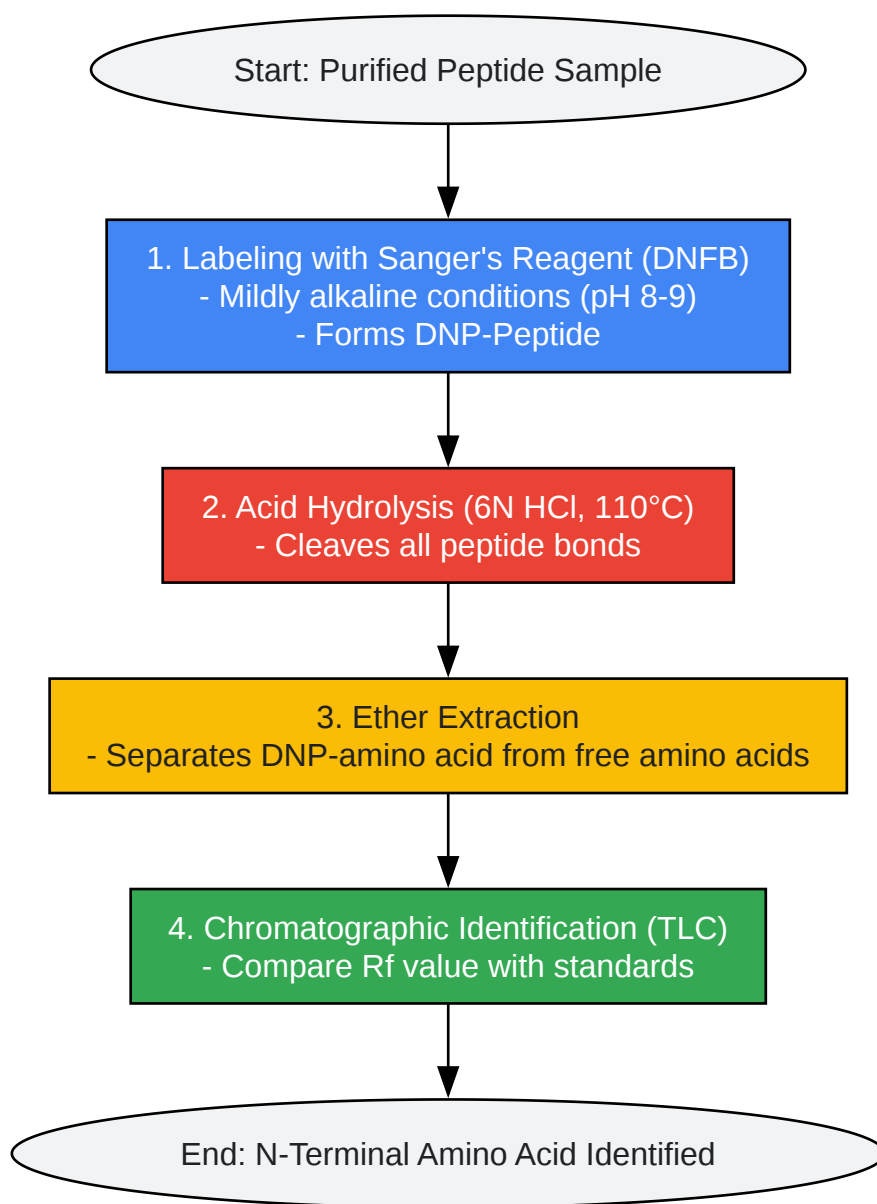 Start: Purified Peptide Sample
1. Labeling with Sanger's Reagent (DNFB)
- Mildly alkaline conditions (pH 8-9)
- Forms DNP-Peptide
2. Acid Hydrolysis (6N HCl, 110°C)
- Cleaves all peptide bonds
3. Ether Extraction
- Separates DNP-amino acid from free amino acids
4. Chromatographic Identification (TLC)
- Compare Rf value with standards
End: N-Terminal Amino Acid Identified